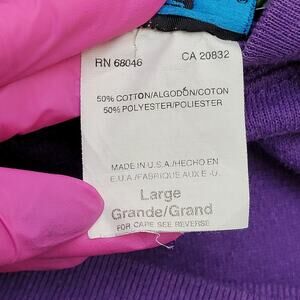 RN 68046 CA 20832
50% COTTON/ALGODÓN/COTON
50% POLYESTER/POLIESTER
MADE IN U.S.A./HECHO EN
E.U.A./FABRIQUE AUX E.-U.
Large
Grande/Grand
FOR CARE SEE REVERSE